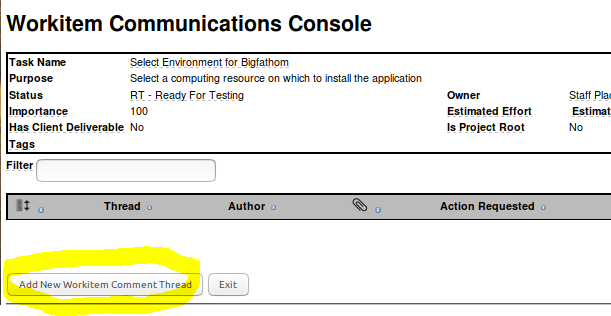 Workitem Communications Console
Task Name Select Environment for Bigfathom
Purpose Select a computing resource on which to install the application
Status RT - Ready For Testing Owner Staff
Importance 100 Estimated Effort
Has Client Deliverable No Is Project Root No
Tags
Filter
Thread Author Action Requested
Add New Workitem Comment Thread Exit